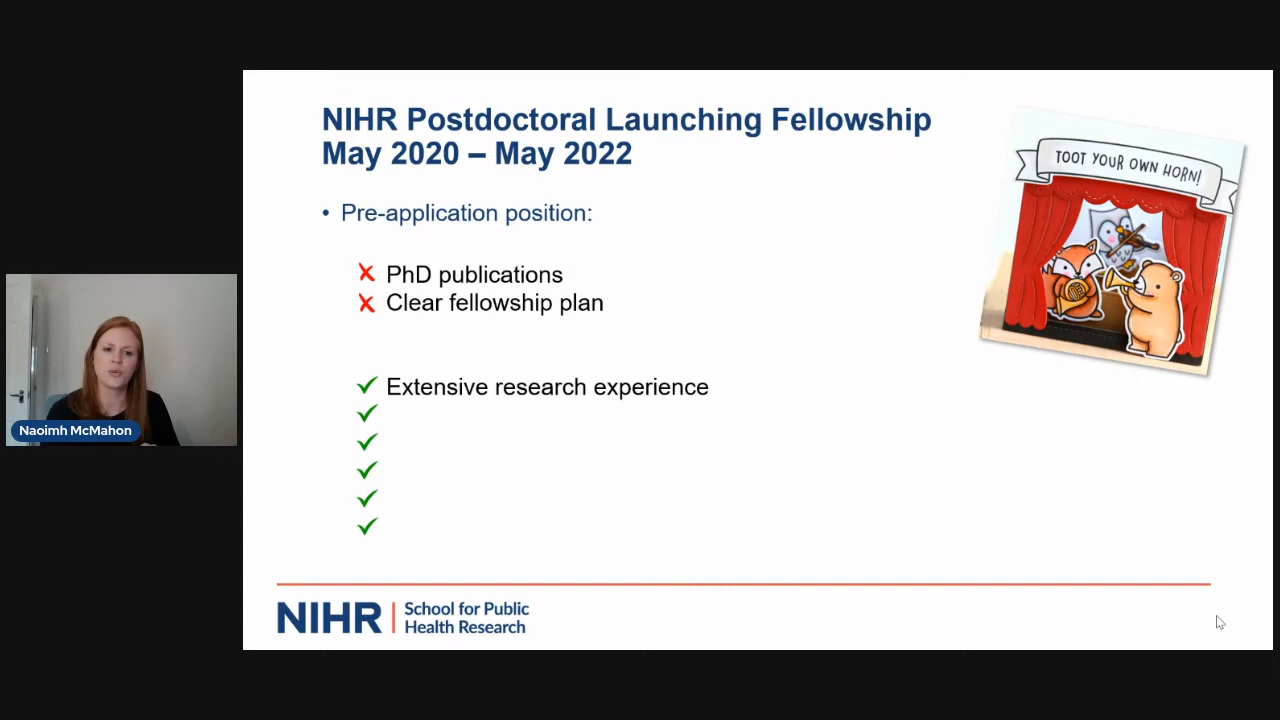 NIHR Postdoctoral Launching Fellowship
May 2020 – May 2022
TOOT YOUR OWN HORN!
• Pre-application position:
PhD publications
Clear fellowship plan
Extensive research experience
Naoimh McMahon
NIHR | School for Public
Health Research